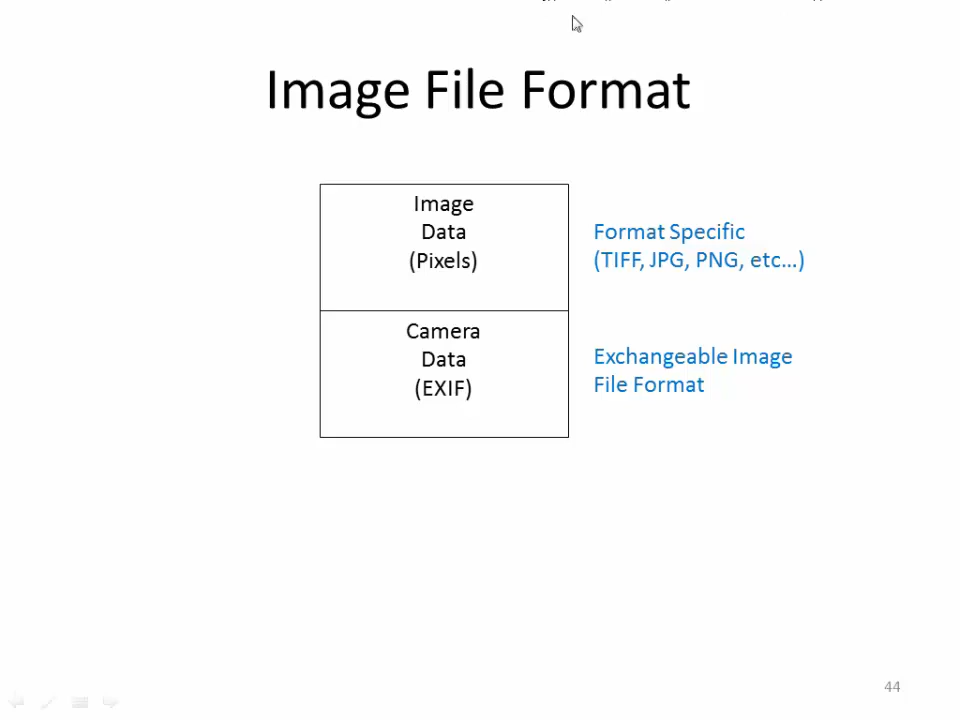 Image File Format
Image
Data
(Pixels)
Format Specific
(TIFF, JPG, PNG, etc...)
Camera
Data
(EXIF)
Exchangeable Image
File Format
44